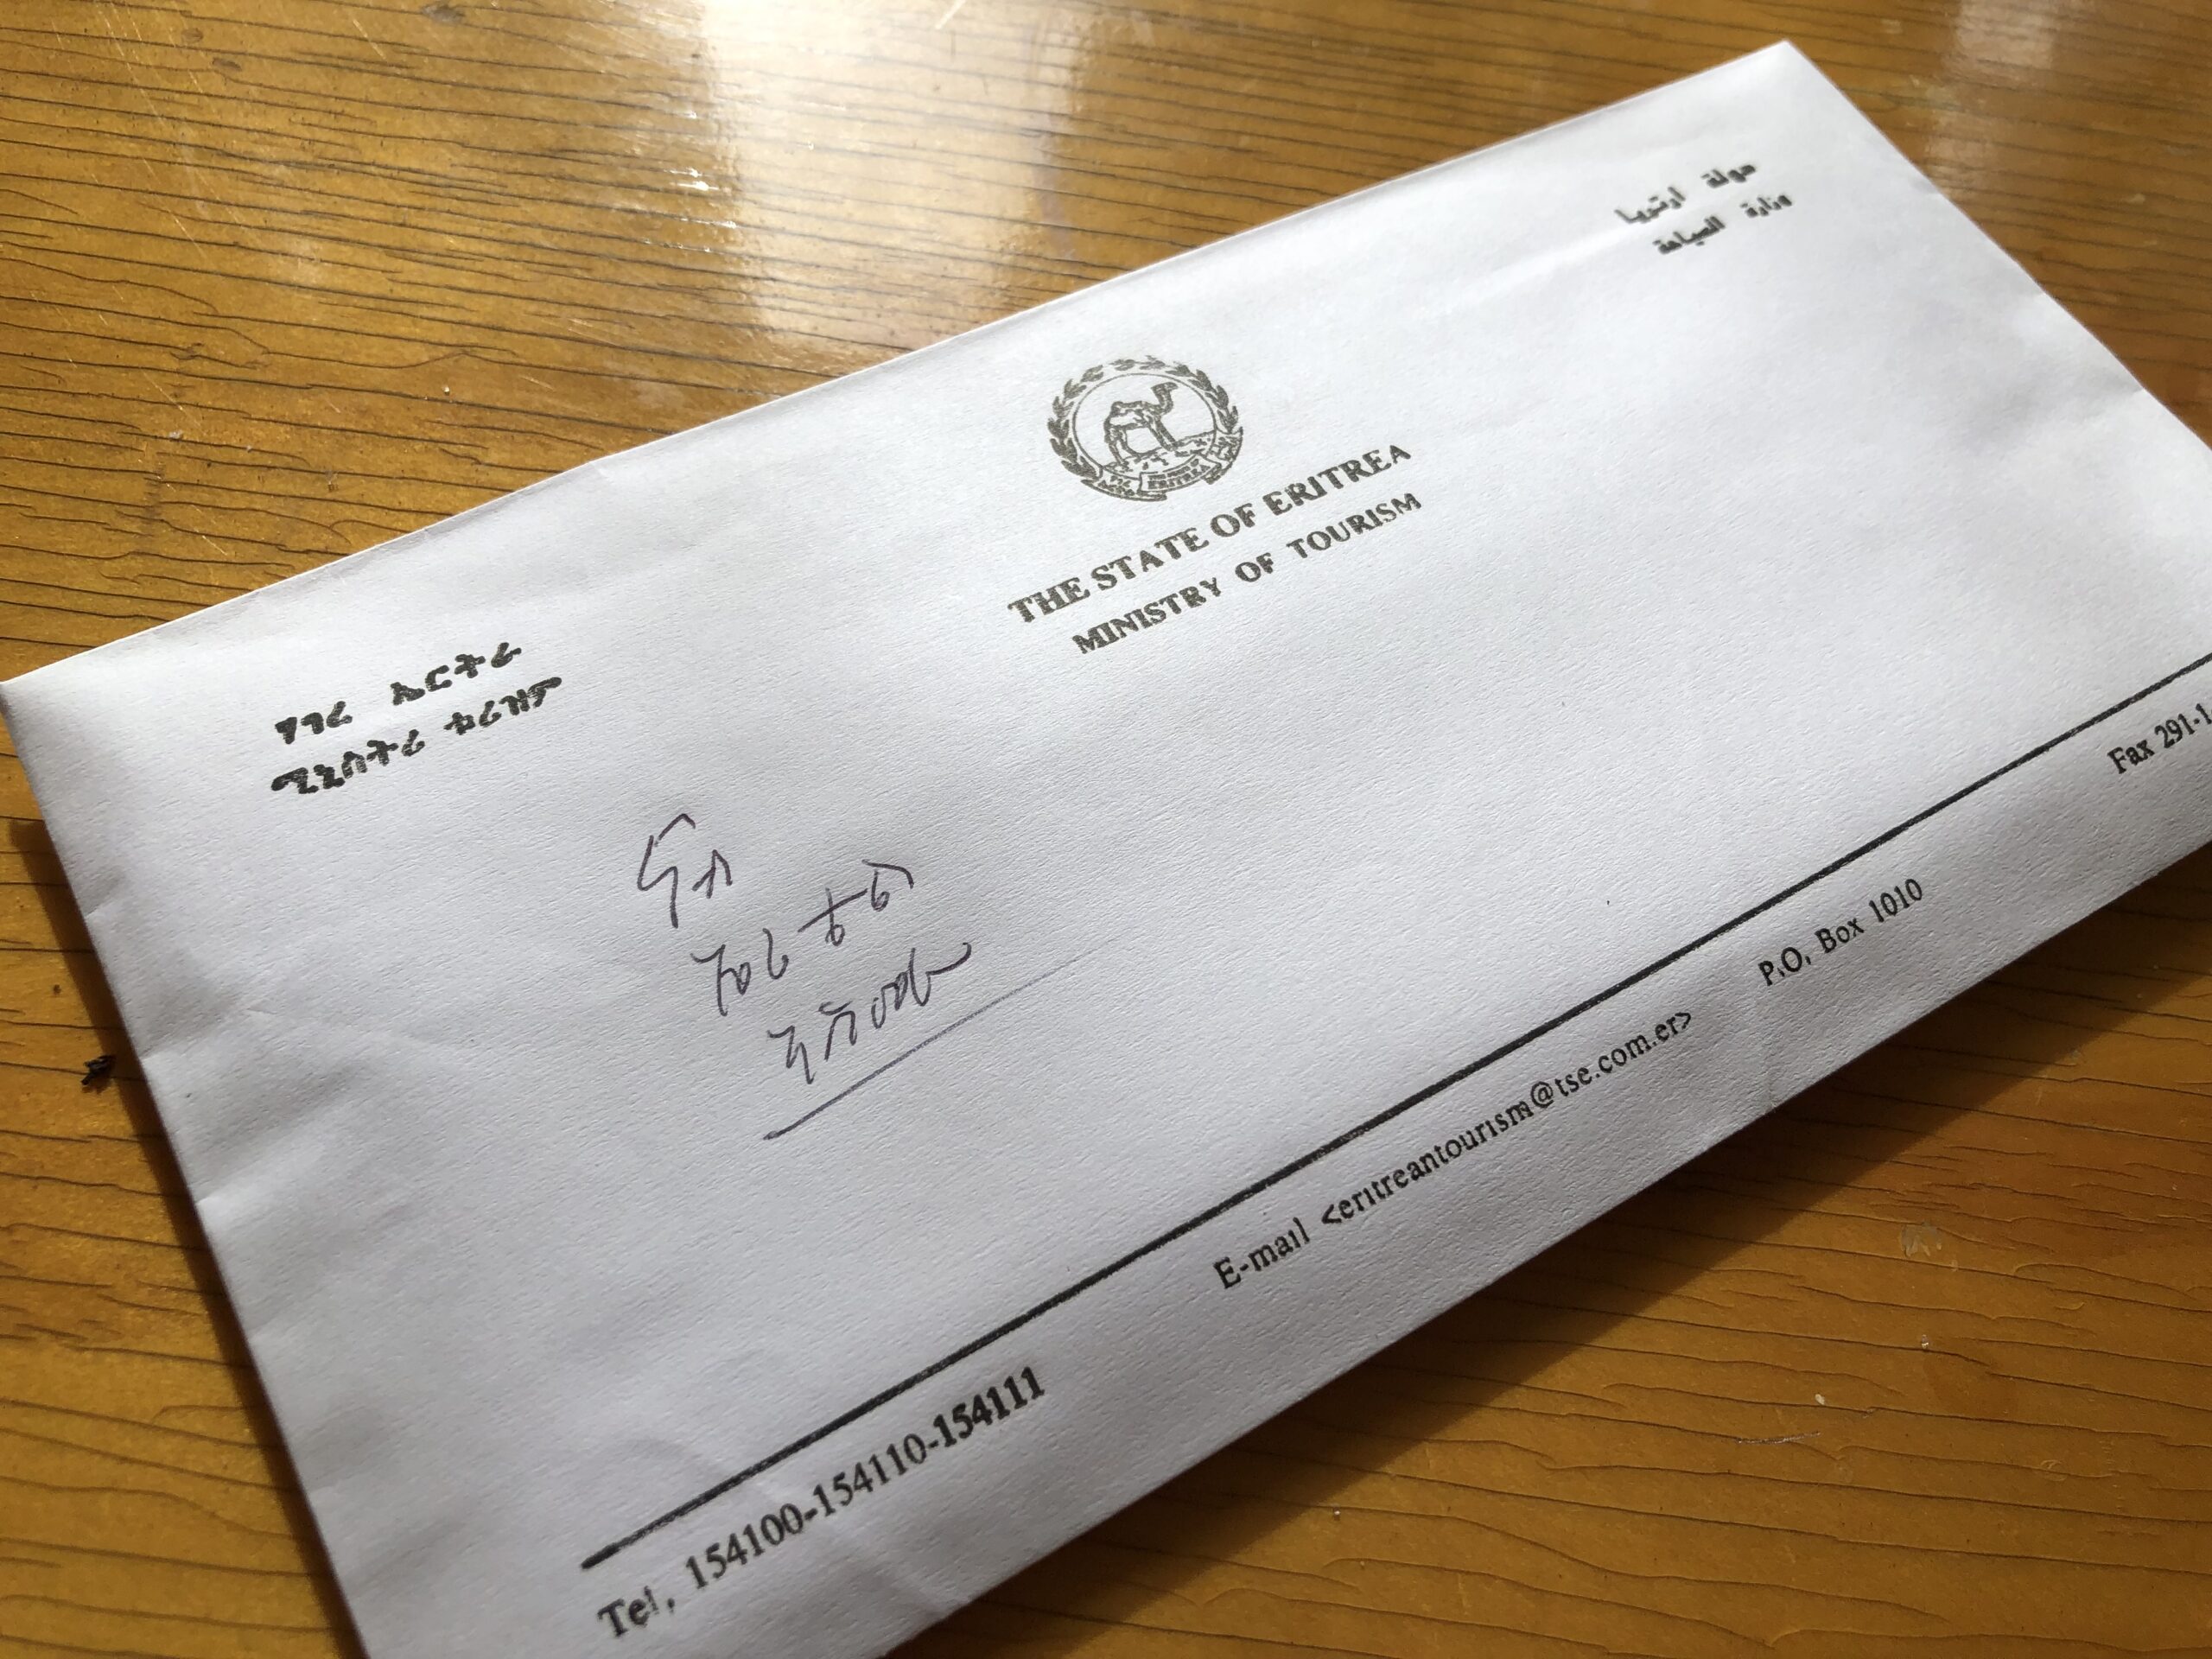 ሃገረ ኤርትራ
ሚኒስትሪ ቱሪዝም
THE STATE OF ERITREA
MINISTRY OF TOURISM
دولة ارتريا
وزارة السياحة
ናብ
Tel, 154100-154110-154111
E-mail <eritreantourism@tse.com.er>
P.O, Box 1010
Fax 291-1